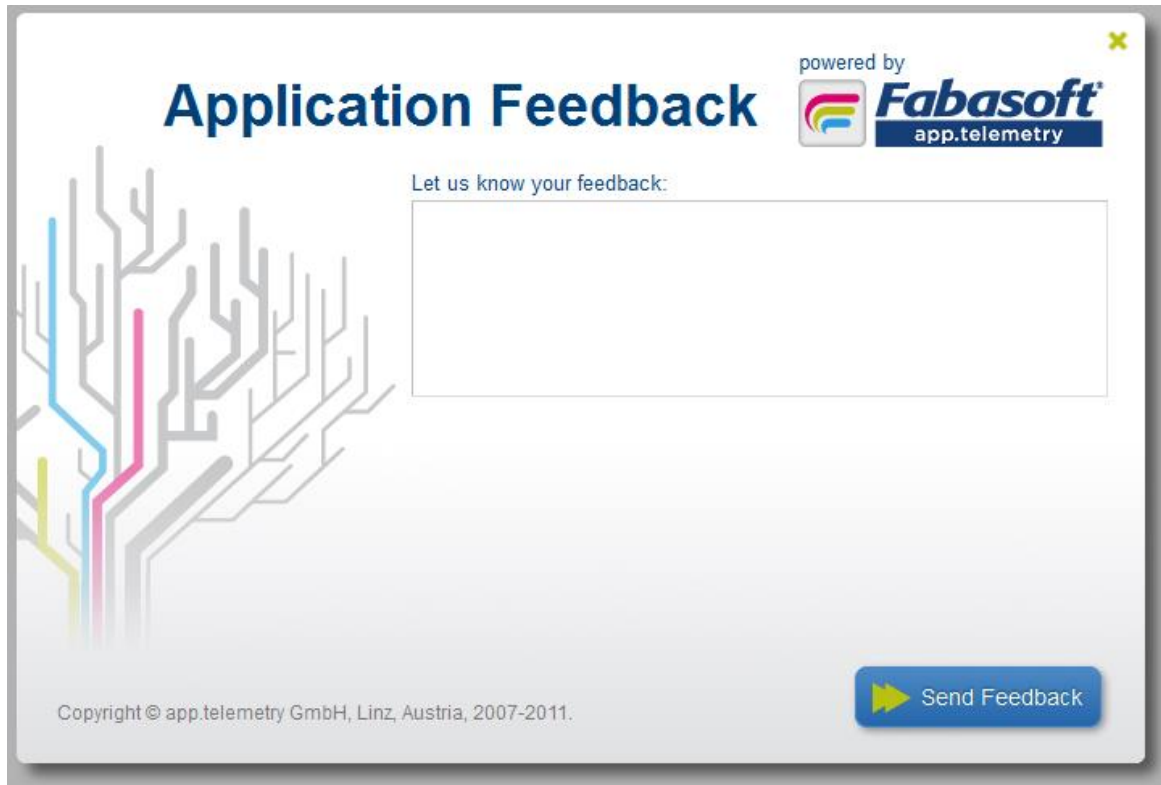 powered by
Application Feedback
Fabasoft
app.telemetry
Let us know your feedback:
Send Feedback
Copyright © app.telemetry GmbH, Linz, Austria, 2007-2011.